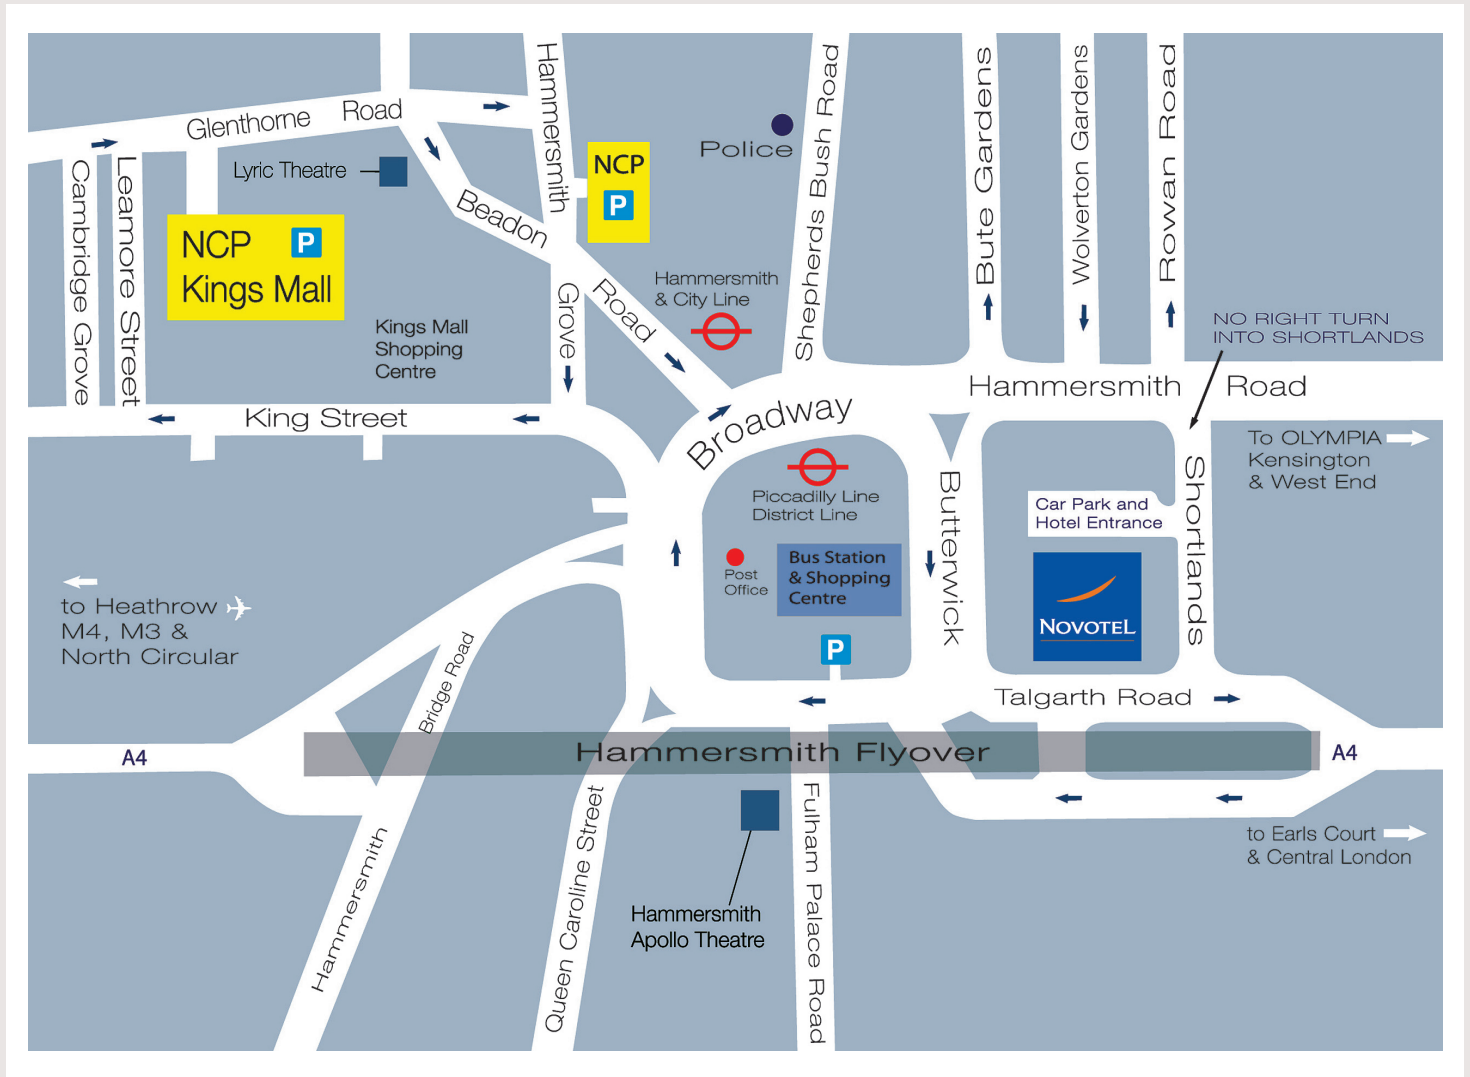 Glenthorne Road
Hammersmith
Grove
Shepherds Bush Road
Bute Gardens
Wolverton Gardens
Rowan Road
Police
NCP
P
Lyric Theatre
Cambridge Grove
Leamore Street
NCP P
Kings Mall
Beadon
Road
Hammersmith
& City Line
Kings Mall
Shopping
Centre
NO RIGHT TURN
INTO SHORTLANDS
King Street
Broadway
Hammersmith Road
To OLYMPIA
Kensington
& West End
Piccadilly Line
District Line
Butterwick
Car Park and
Hotel Entrance
Shortlands
Post
Office
Bus Station
& Shopping
Centre
NOVOTEL
to Heathrow
M4, M3 &
North Circular
P
Bridge Road
Talgarth Road
A4
Hammersmith Flyover
A4
Hammersmith
Queen Caroline Street
Fulham Palace Road
to Earls Court
& Central London
Hammersmith
Apollo Theatre